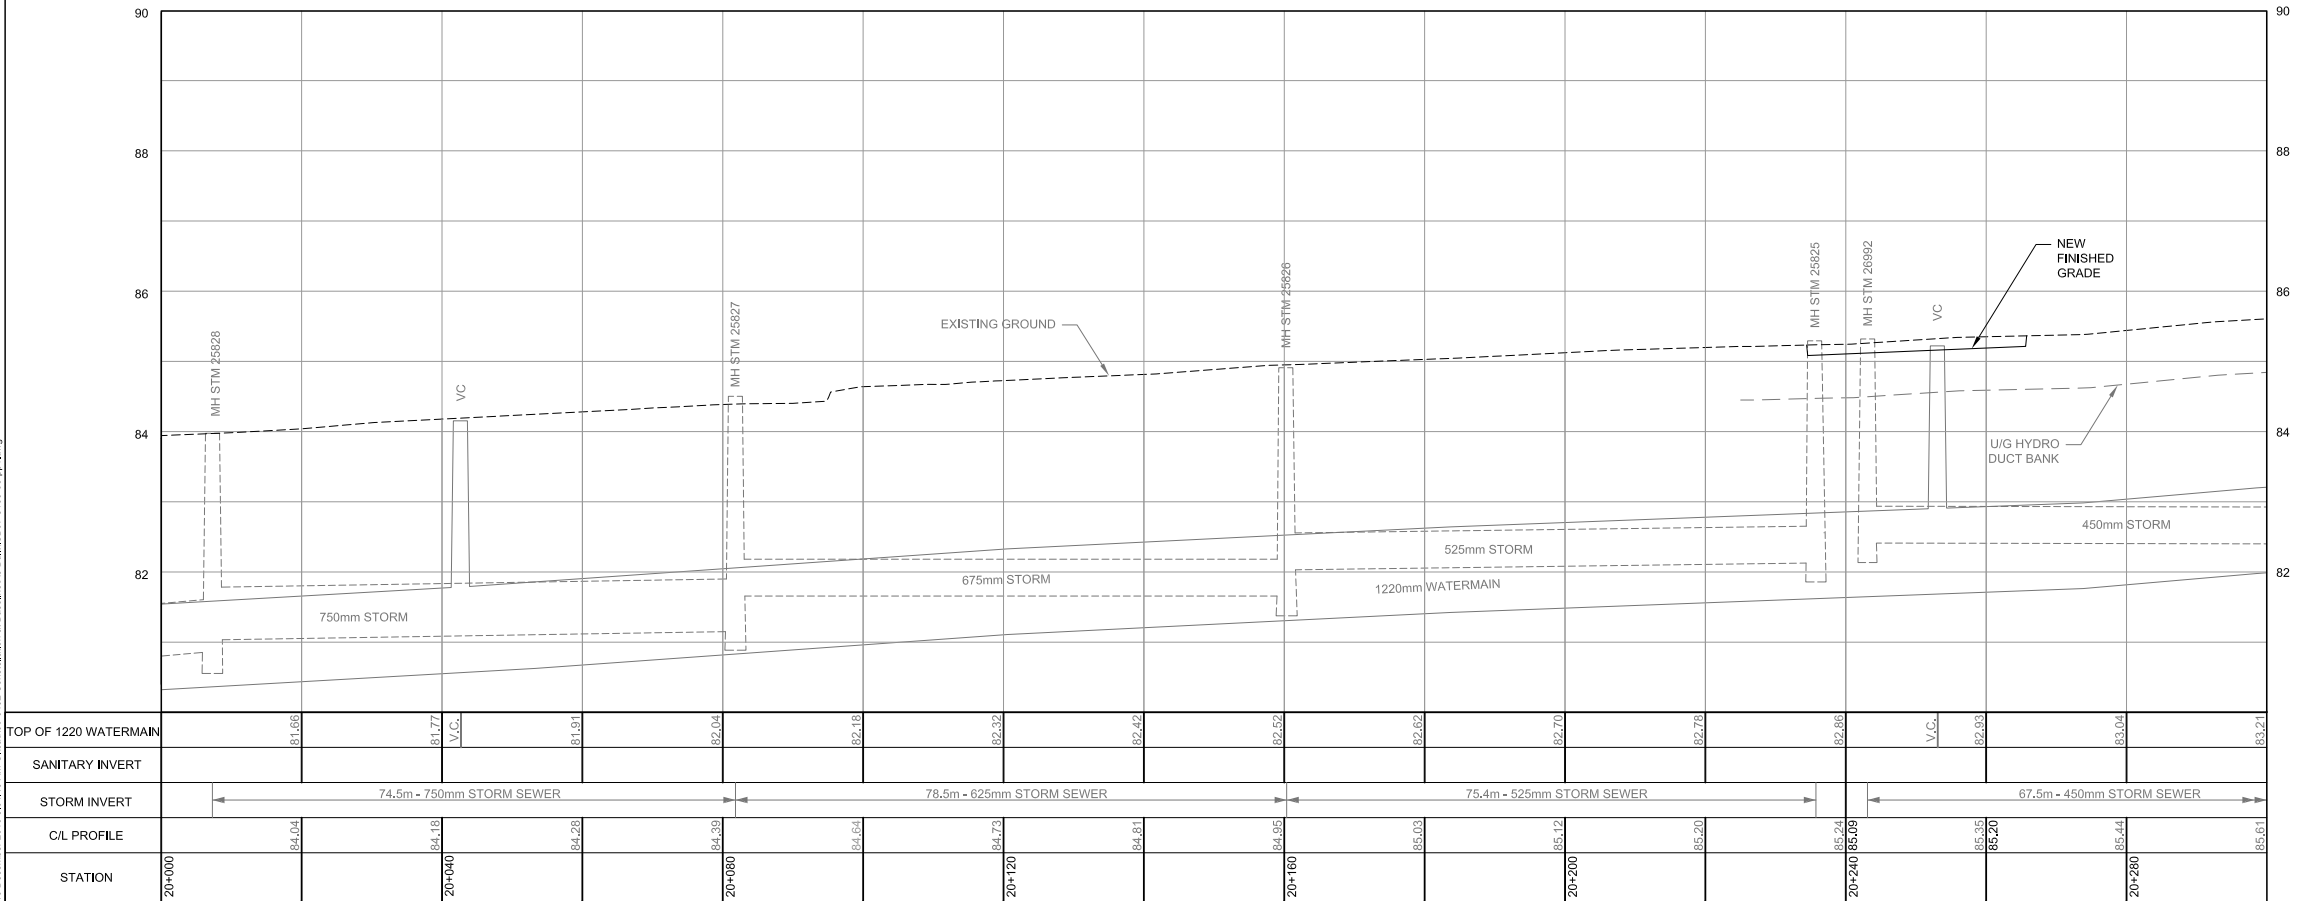 90
90
88
88
86
86
84
84
82
82
MH STM 25828
VC
MH STM 25827
EXISTING GROUND
MH STM 25826
MH STM 25825
MH STM 26992
VC
NEW
FINISHED
GRADE
U/G HYDRO
DUCT BANK
750mm STORM
675mm STORM
525mm STORM
1220mm WATERMAIN
450mm STORM
TOP OF 1220 WATERMAIN
81.66
81.77
V.C.
81.91
82.04
82.18
82.32
82.42
82.52
82.62
82.70
82.78
82.86
V.C.
82.93
83.04
83.21
SANITARY INVERT
STORM INVERT
74.5m - 750mm STORM SEWER
78.5m - 625mm STORM SEWER
75.4m - 525mm STORM SEWER
67.5m - 450mm STORM SEWER
C/L PROFILE
84.04
84.18
84.28
84.39
84.64
84.73
84.81
84.95
85.03
85.12
85.20
85.24
85.09
85.35
85.20
85.44
85.61
STATION
20+000
20+040
20+080
20+120
20+160
20+200
20+240
20+280